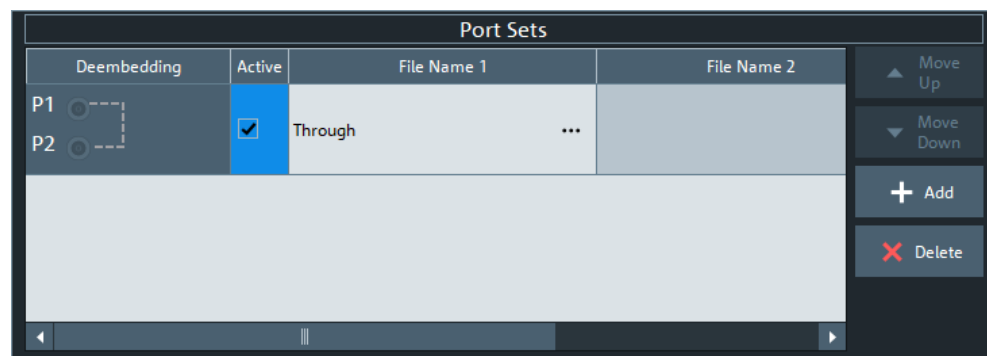 Port Sets
Deembedding Active File Name 1 File Name 2
P1
P2
Through ...
Move
Up
Move
Down
Add
Delete